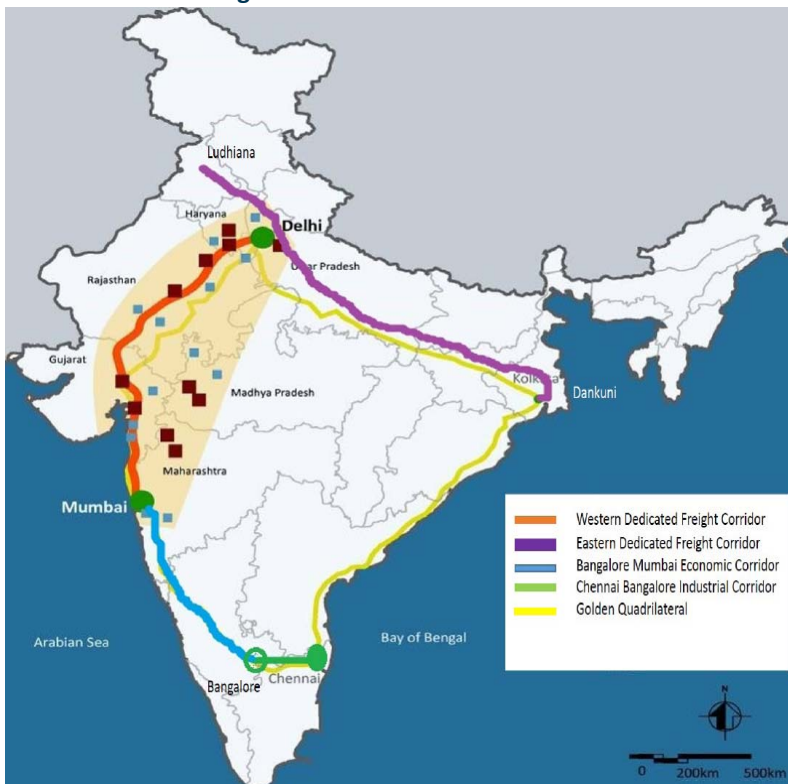 Ludhiana
Haryana
Delhi
Uttar Pradesh
Rajasthan
Gujarat
Madhya Pradesh
Kolkata
Dankuni
Maharashtra
Mumbai
Western Dedicated Freight Corridor
Eastern Dedicated Freight Corridor
Bangalore Mumbai Economic Corridor
Chennai Bangalore Industrial Corridor
Golden Quadrilateral
Arabian Sea
Bay of Bengal
Bangalore
Chennai
N
0 200km 500km